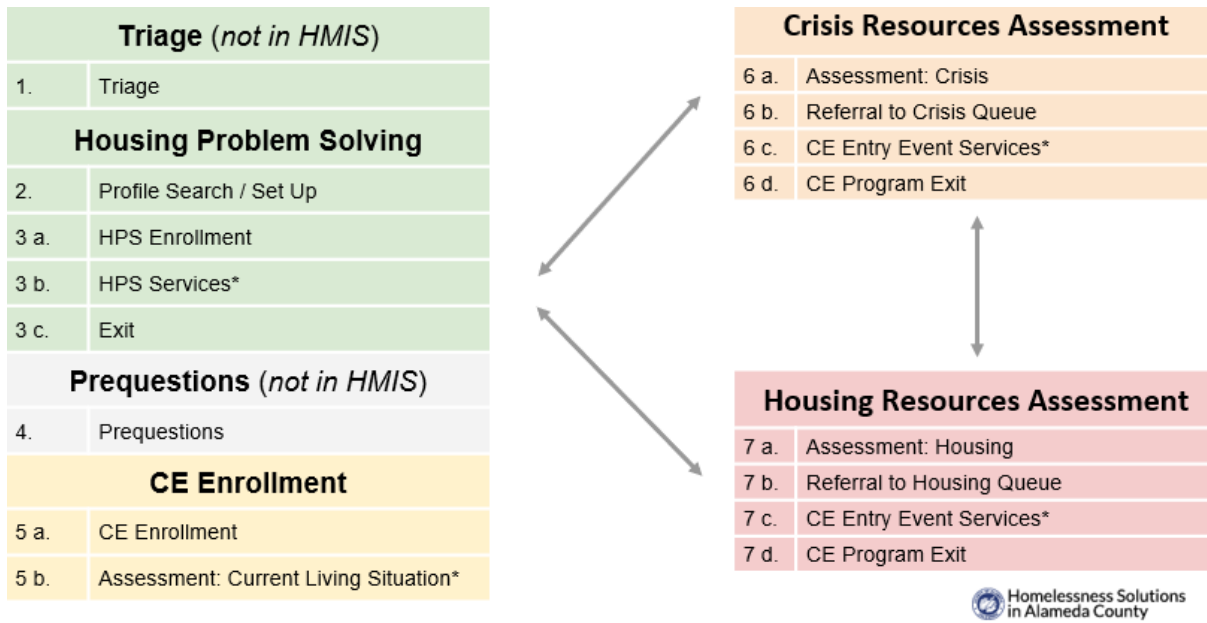 Triage (not in HMIS)
1. Triage
Housing Problem Solving
2. Profile Search / Set Up
3 a. HPS Enrollment
3 b. HPS Services*
3 c. Exit
Prequestions (not in HMIS)
4. Prequestions
CE Enrollment
5 a. CE Enrollment
5 b. Assessment: Current Living Situation*
Crisis Resources Assessment
6 a. Assessment: Crisis
6 b. Referral to Crisis Queue
6 c. CE Entry Event Services*
6 d. CE Program Exit
Housing Resources Assessment
7 a. Assessment: Housing
7 b. Referral to Housing Queue
7 c. CE Entry Event Services*
7 d. CE Program Exit
Homelessness Solutions
in Alameda County